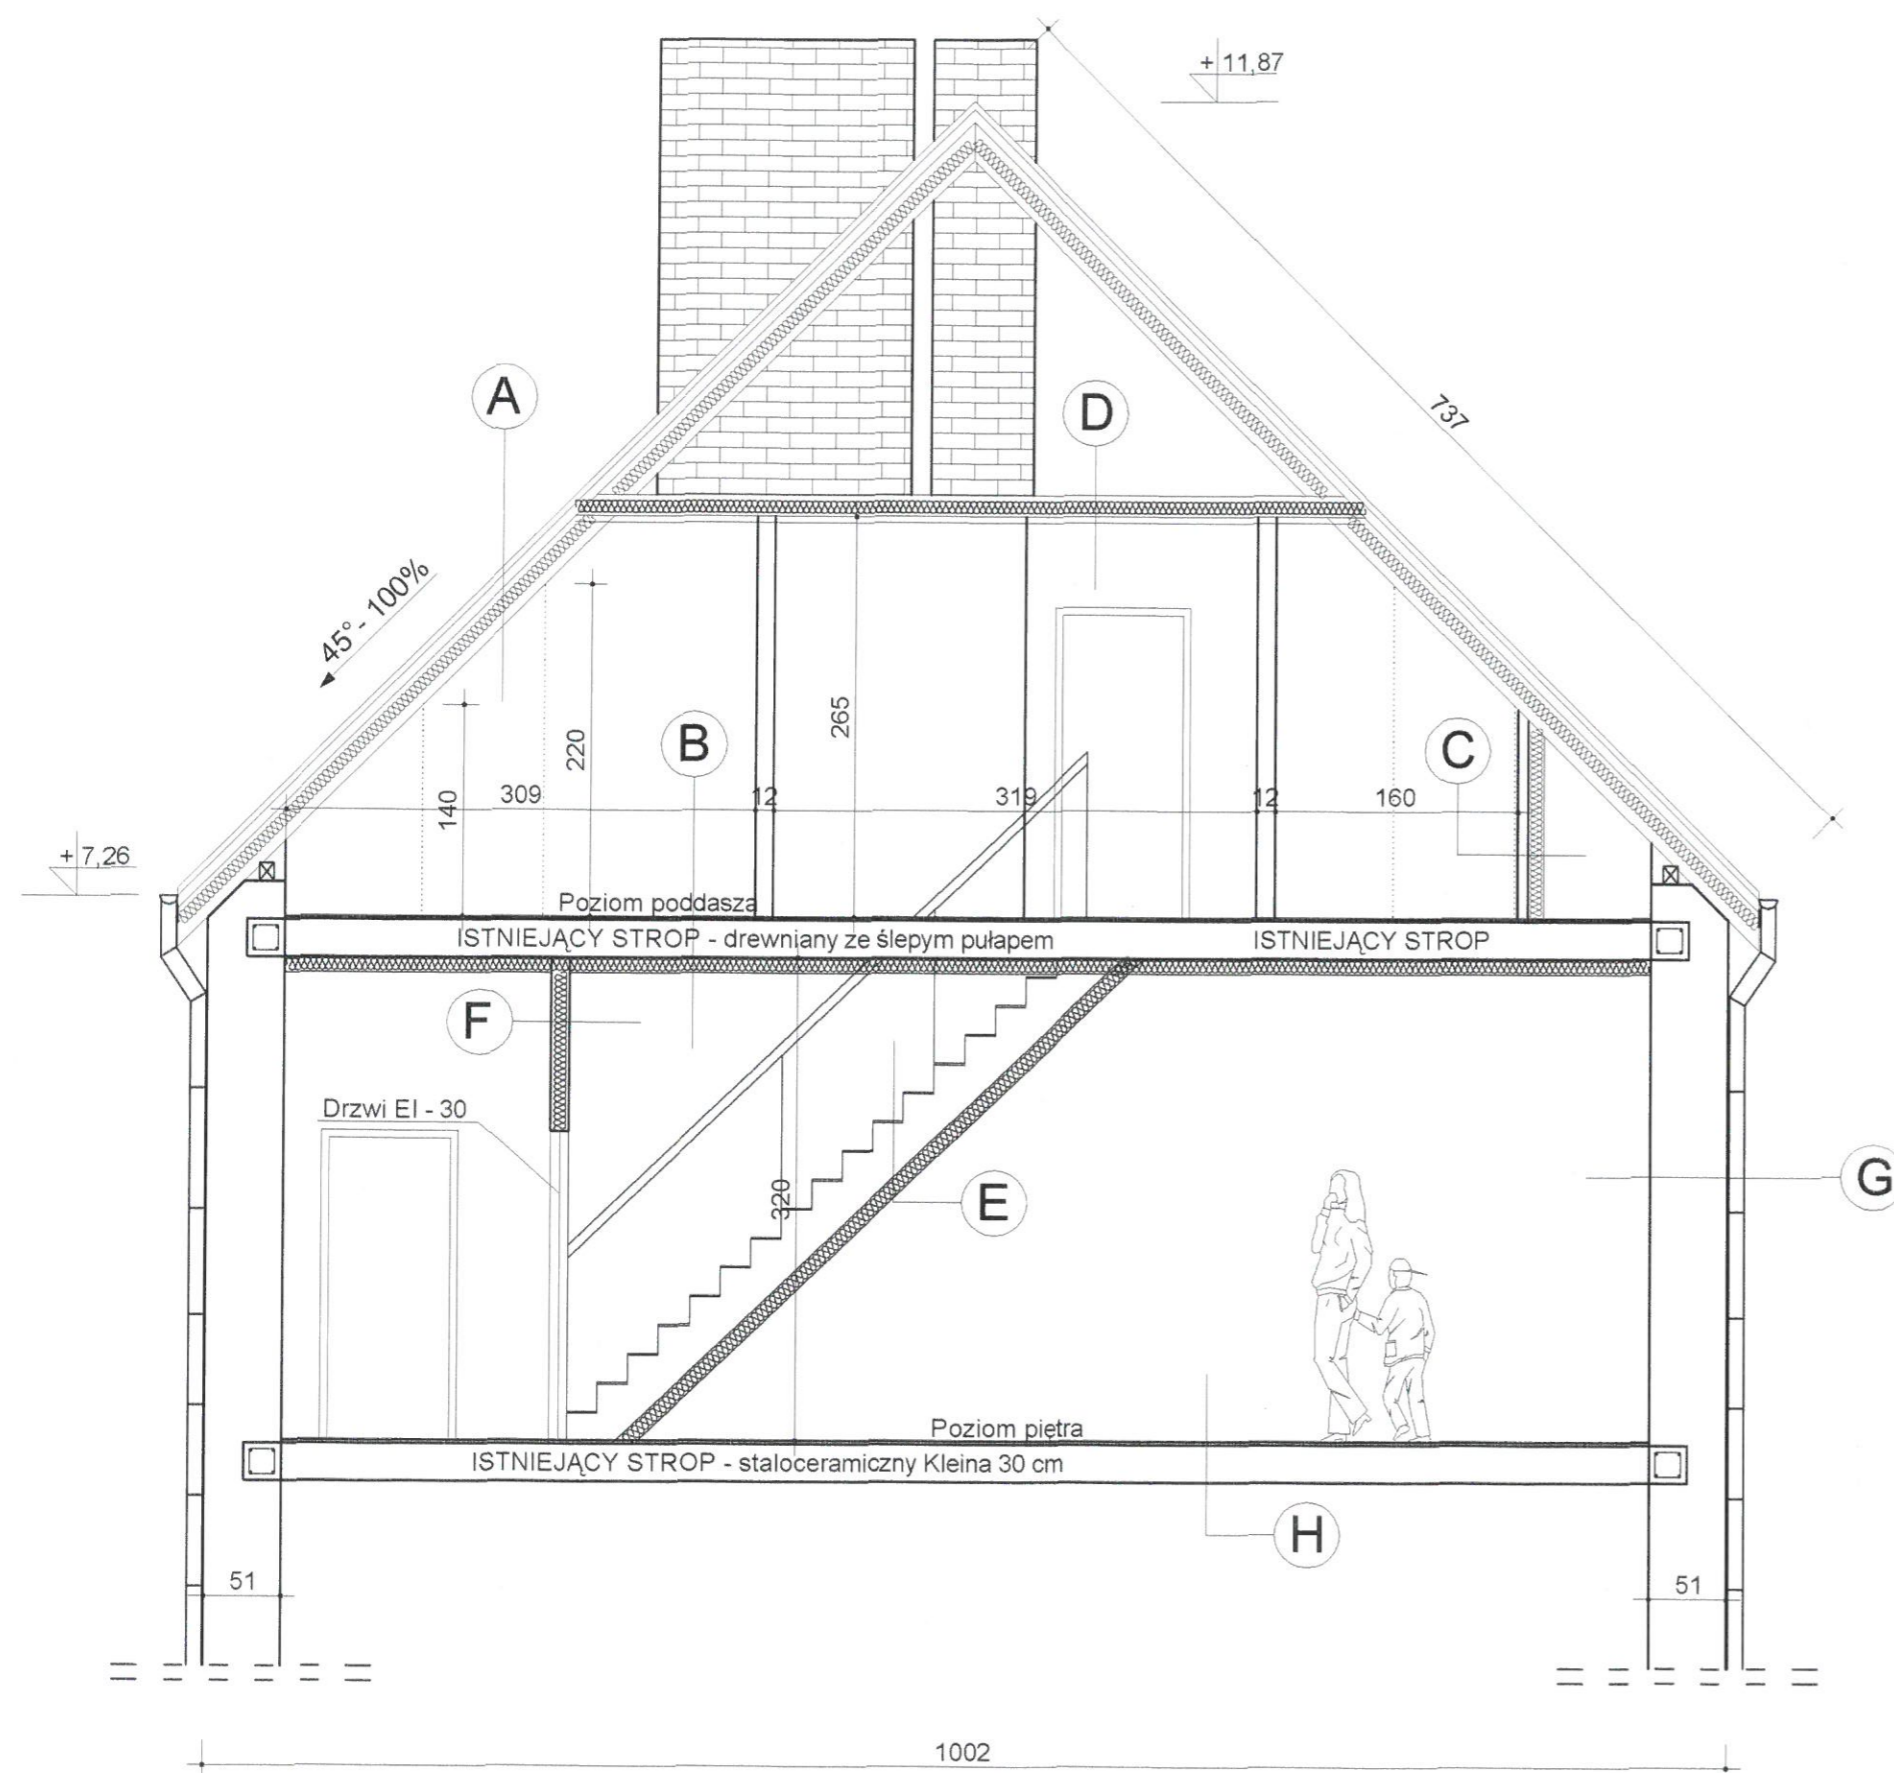 + 11,87
A
D
737
45° - 100%
265
B
220
C
140
309
12
319
12
160
+ 7,26
Poziom poddasza
ISTNIEJĄCY STROP - drewniany ze ślepym pułapem
ISTNIEJĄCY STROP
F
Drzwi EI - 30
G
320
E
Poziom piętra
ISTNIEJĄCY STROP - staloceramiczny Kleina 30 cm
H
51
51
1002